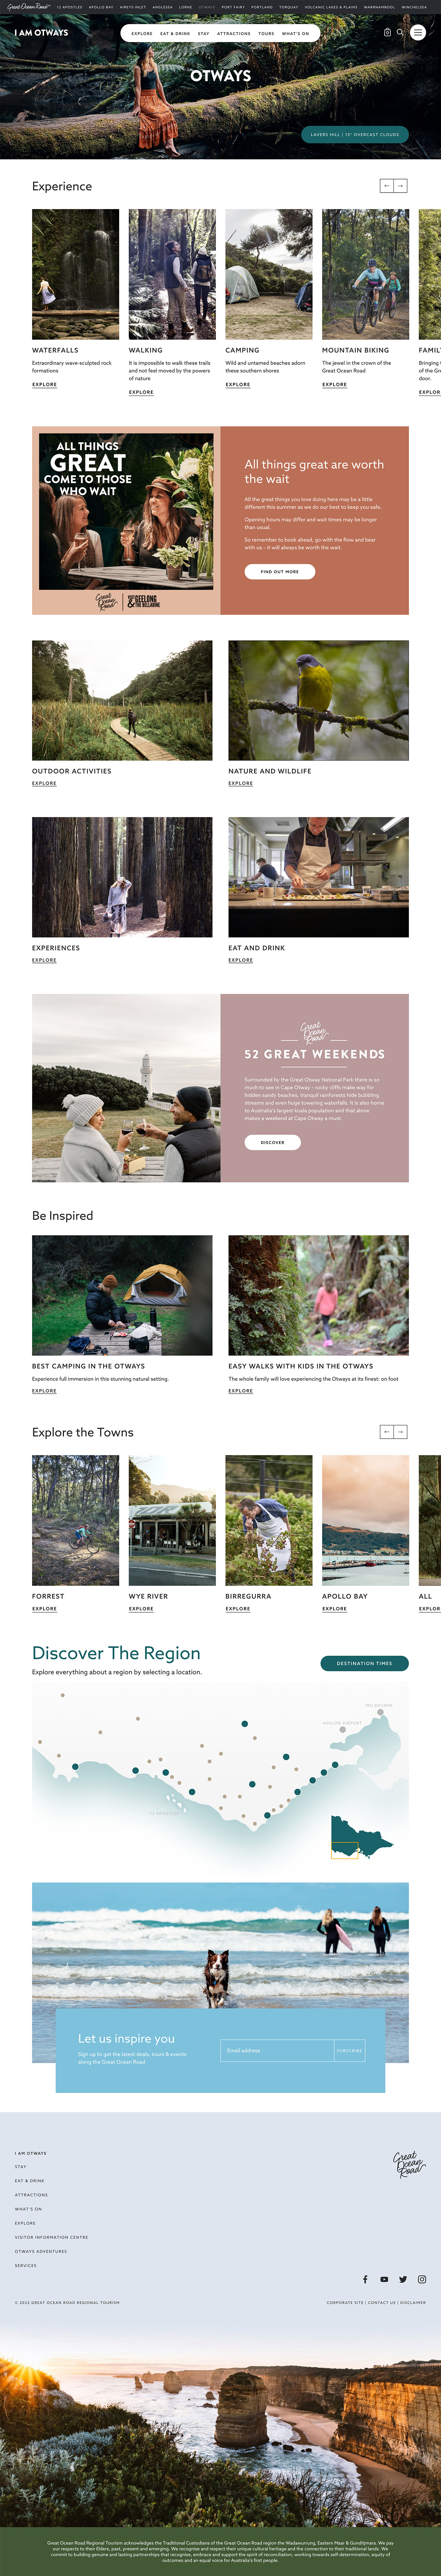 Great Ocean Road
12 APOSTLES APOLLO BAY AIREYS INLET ANGLESEA LORNE OTWAYS PORT FAIRY PORTLAND TORQUAY VOLCANIC LAKES & PLAINS WARRNAMBOOL WINCHELSEA
I AM OTWAYS
EXPLORE EAT & DRINK STAY ATTRACTIONS TOURS WHAT'S ON
OTWAYS
LAVERS HILL | 15° OVERCAST CLOUDS
Experience
← →
WATERFALLS
Extraordinary wave-sculpted rock
formations
EXPLORE
WALKING
It is impossible to walk these trails
and not feel moved by the powers
of nature
EXPLORE
CAMPING
Wild and untamed beaches adorn
these southern shores
EXPLORE
MOUNTAIN BIKING
The jewel in the crown of the
Great Ocean Road
EXPLORE
FAMIL
Bringing
of the Gr
door.
EXPLOR
ALL THINGS
GREAT
COME TO THOSE
WHO WAIT
Great
Ocean
Road
GEELONG
& THE BELLARINE
All things great are worth
the wait
All the great things you love doing here may be a little
different this summer as we do our best to keep you safe.
Opening hours may differ and wait times may be longer
than usual.
So remember to book ahead, go with the flow and bear
with us – it will always be worth the wait.
FIND OUT MORE
OUTDOOR ACTIVITIES
EXPLORE
NATURE AND WILDLIFE
EXPLORE
EXPERIENCES
EXPLORE
EAT AND DRINK
EXPLORE
Great
Ocean
Road
52 GREAT WEEKENDS
Surrounded by the Great Otway National Park there is so
much to see in Cape Otway – rocky cliffs make way for
hidden sandy beaches, tranquil rainforests hide bubbling
streams and even huge towering waterfalls. It is also home
to Australia's largest koala population and that alone
makes a weekend at Cape Otway a must.
DISCOVER
Be Inspired
BEST CAMPING IN THE OTWAYS
Experience full immersion in this stunning natural setting.
EXPLORE
EASY WALKS WITH KIDS IN THE OTWAYS
The whole family will love experiencing the Otways at its finest: on foot
EXPLORE
Explore the Towns
← →
FORREST
EXPLORE
WYE RIVER
EXPLORE
BIRREGURRA
EXPLORE
APOLLO BAY
EXPLORE
ALL
EXPLOR
Discover The Region
Explore everything about a region by selecting a location.
DESTINATION TIMES
MELBOURNE
AVALON AIRPORT
12 APOSTLES
Let us inspire you
Sign up to get the latest deals, tours & events
along the Great Ocean Road
Email address
SUBSCRIBE
I AM OTWAYS
STAY
EAT & DRINK
ATTRACTIONS
WHAT'S ON
EXPLORE
VISITOR INFORMATION CENTRE
OTWAYS ADVENTURES
SERVICES
Great
Ocean
Road
© 2022 GREAT OCEAN ROAD REGIONAL TOURISM
CORPORATE SITE | CONTACT US | DISCLAIMER
Great Ocean Road Regional Tourism acknowledges the Traditional Custodians of the Great Ocean Road region the Wadawurrung, Eastern Maar & Gunditjmara. We pay
our respects to their Elders, past, present and emerging. We recognise and respect their unique cultural heritage and the connection to their traditional lands. We
commit to building genuine and lasting partnerships that recognise, embrace and support the spirit of reconciliation, working towards self-determination, equity of
outcomes and an equal voice for Australia's first people.